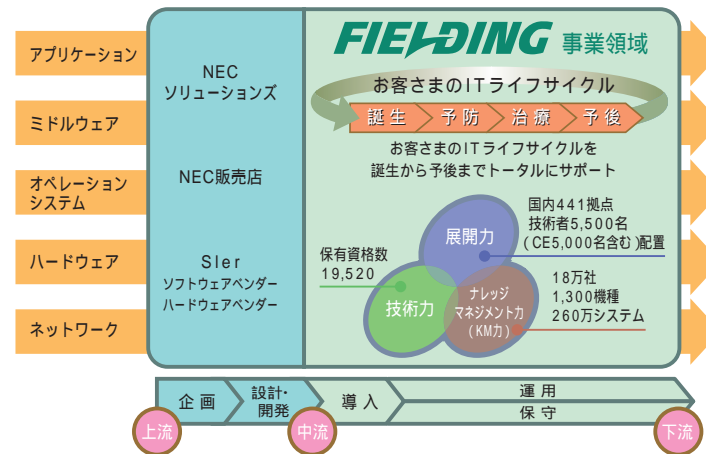 アプリケーション
ミドルウェア
オペレーション
システム
ハードウェア
ネットワーク
NEC
ソリューションズ
NEC販売店
SIer
ソフトウェアベンダー
ハードウェアベンダー
FIELDING 事業領域
お客さまのITライフサイクル
誕生 予防 治療 予後
お客さまのITライフサイクルを
誕生から予後までトータルにサポート
国内441拠点
技術者5,500名
(CE5,000名含む)配置
展開力
保有資格数
19,520
技術力
ナレッジ
マネジメント力
(KM力)
18万社
1,300機種
260万システム
企画
設計・
開発
導入
運用
保守
上流
中流
下流